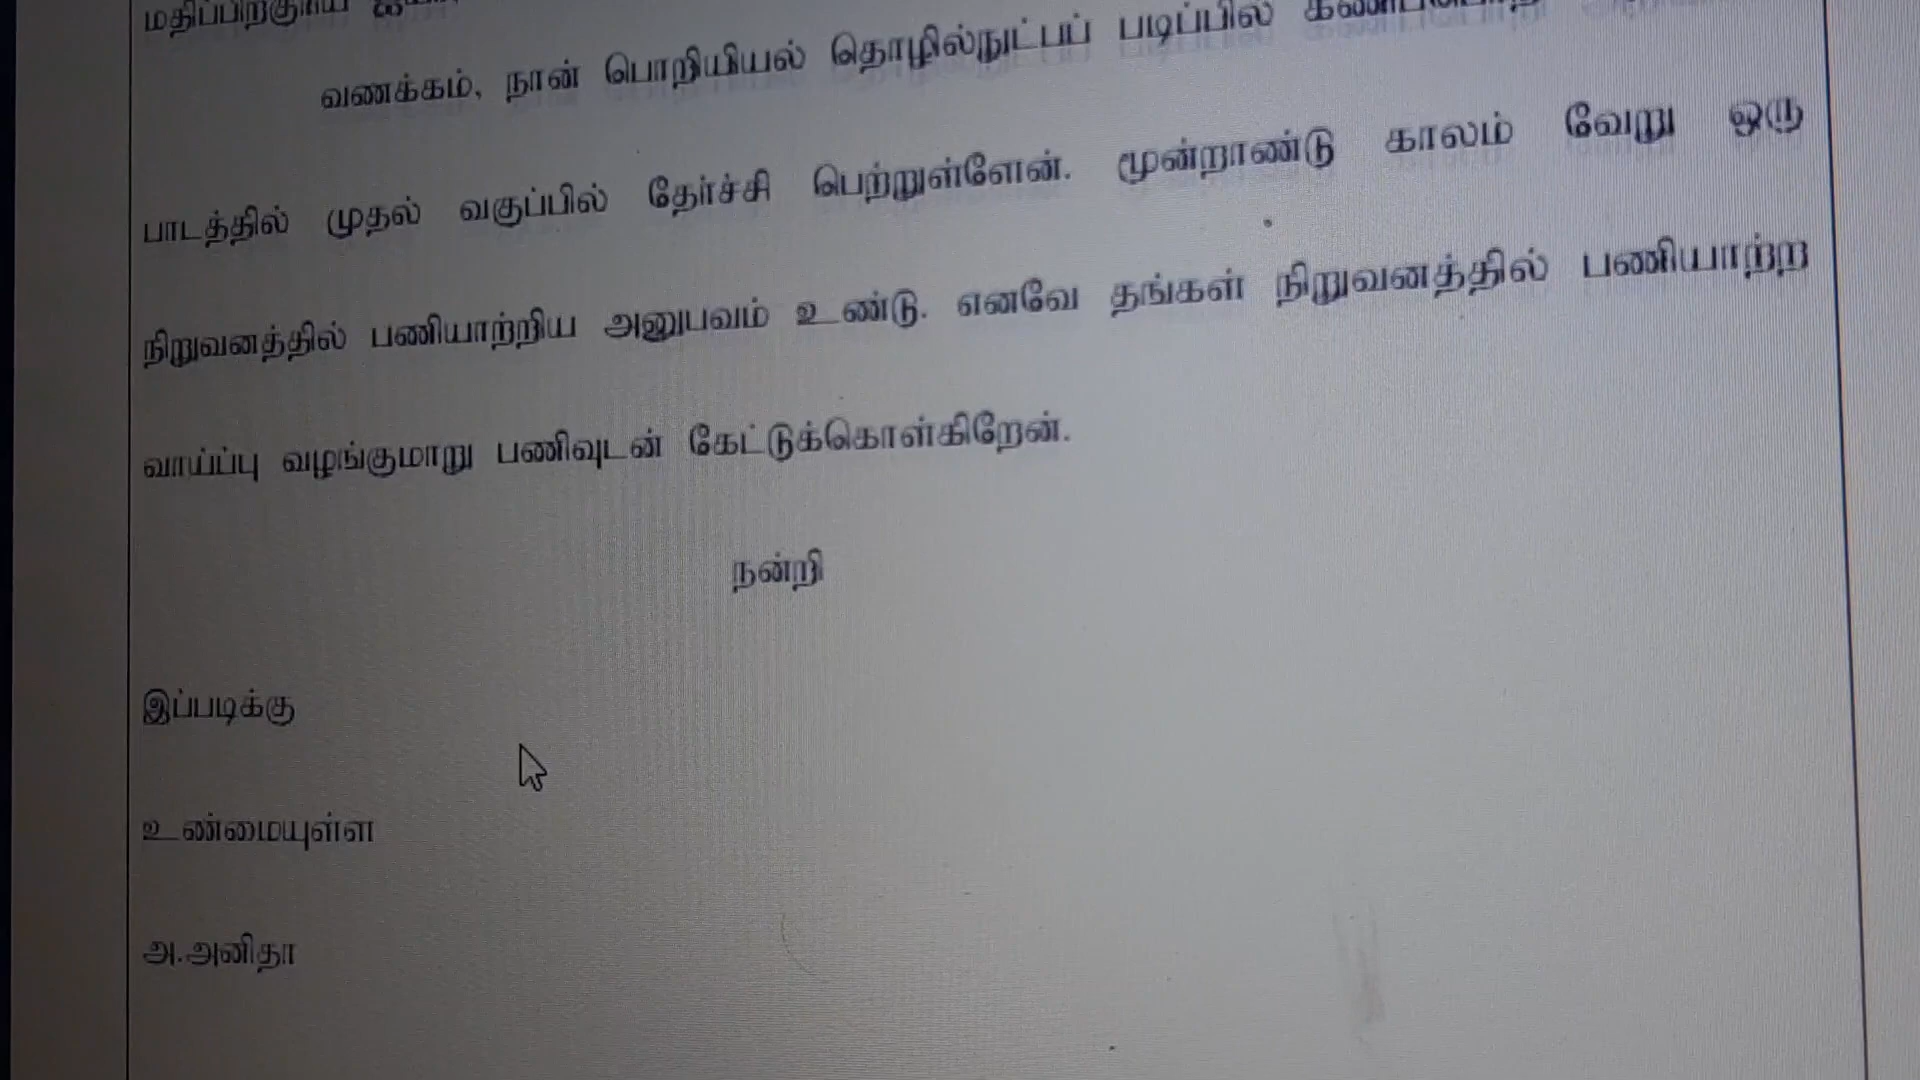 மதிப்பிற்குரிய
வணக்கம், நான் பொறியியல் தொழில்நுட்பப் படிப்பில்
பாடத்தில் முதல் வகுப்பில் தேர்ச்சி பெற்றுள்ளேன். மூன்றாண்டு காலம் வேறு ஒரு
நிறுவனத்தில் பணியாற்றிய அனுபவம் உண்டு. எனவே தங்கள் நிறுவனத்தில் பணியாற்ற
வாய்ப்பு வழங்குமாறு பணிவுடன் கேட்டுக்கொள்கிறேன்.
நன்றி
இப்படிக்கு
உண்மையுள்ள
அ.அனிதா